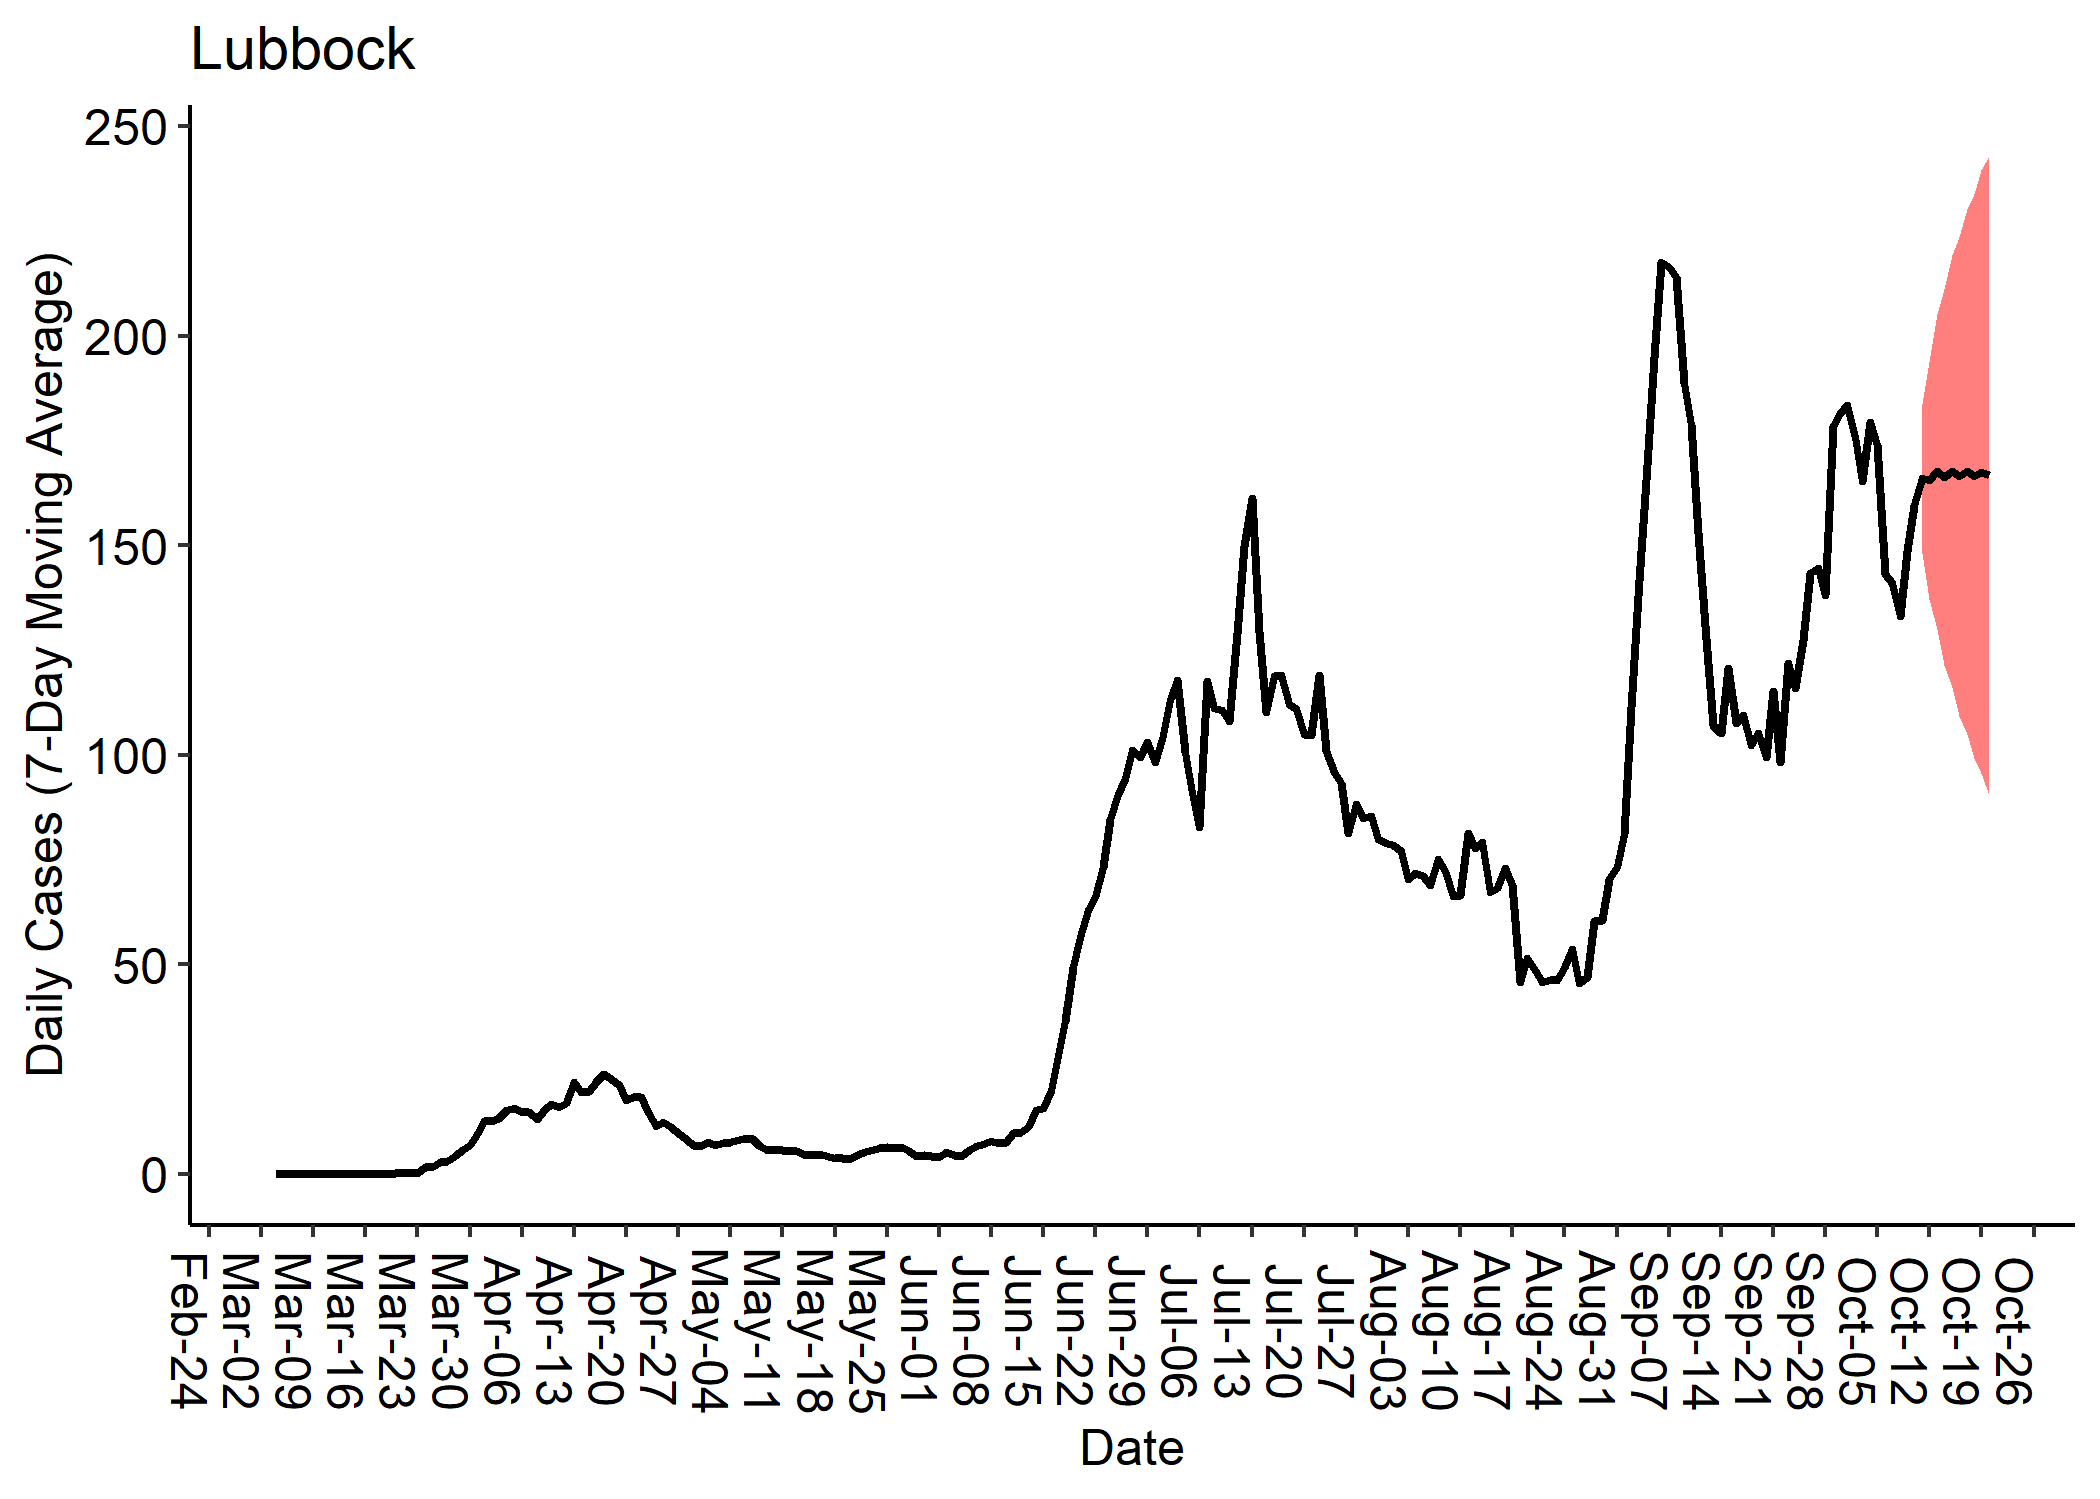 Lubbock
Daily Cases (7-Day Moving Average)
250
200
150
100
50
0
Feb-24
Mar-02
Mar-09
Mar-16
Mar-23
Mar-30
Apr-06
Apr-13
Apr-20
Apr-27
May-04
May-11
May-18
May-25
Jun-01
Jun-08
Jun-15
Jun-22
Jun-29
Jul-06
Jul-13
Jul-20
Jul-27
Aug-03
Aug-10
Aug-17
Aug-24
Aug-31
Sep-07
Sep-14
Sep-21
Sep-28
Oct-05
Oct-12
Oct-19
Oct-26
Date